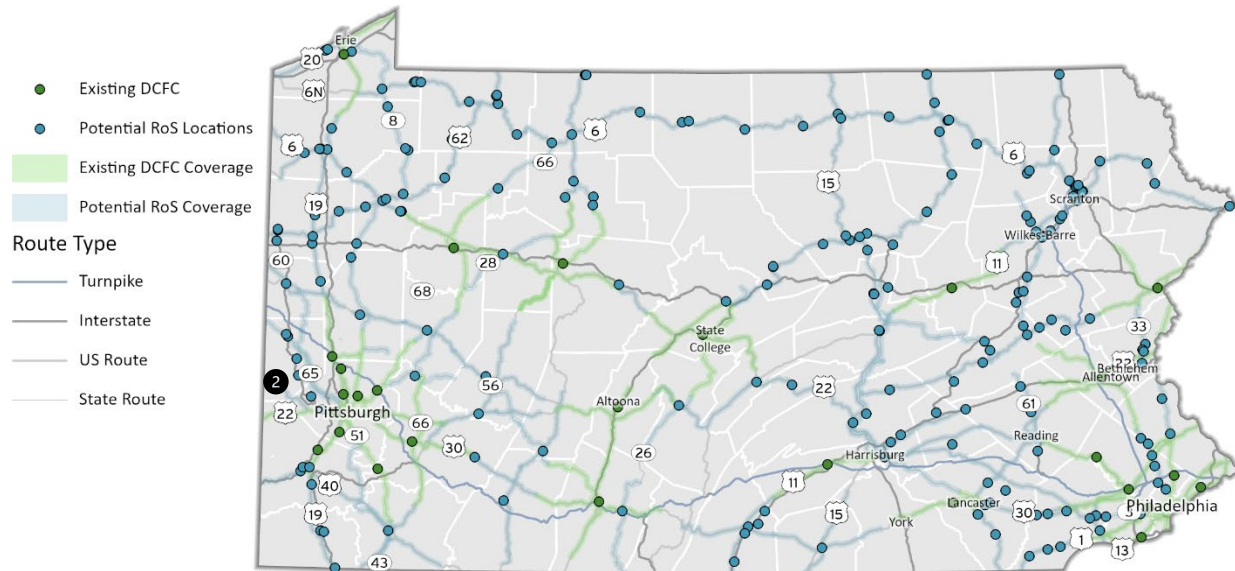 Erie
20
6N
Existing DCFC
Potential RoS Locations
8
62
6
6
66
6
Existing DCFC Coverage
15
Potential RoS Coverage
19
Scranton
Route Type
Wilkes-Barre
60
28
11
Turnpike
68
Interstate
33
State
College
US Route
22
65
2
56
22
Bethlehem
Allentown
State Route
Altoona
61
22
Pittsburgh
66
51
30
26
Reading
Harrisburg
40
11
19
15
Lancaster
30
3
Philadelphia
York
1
13
43